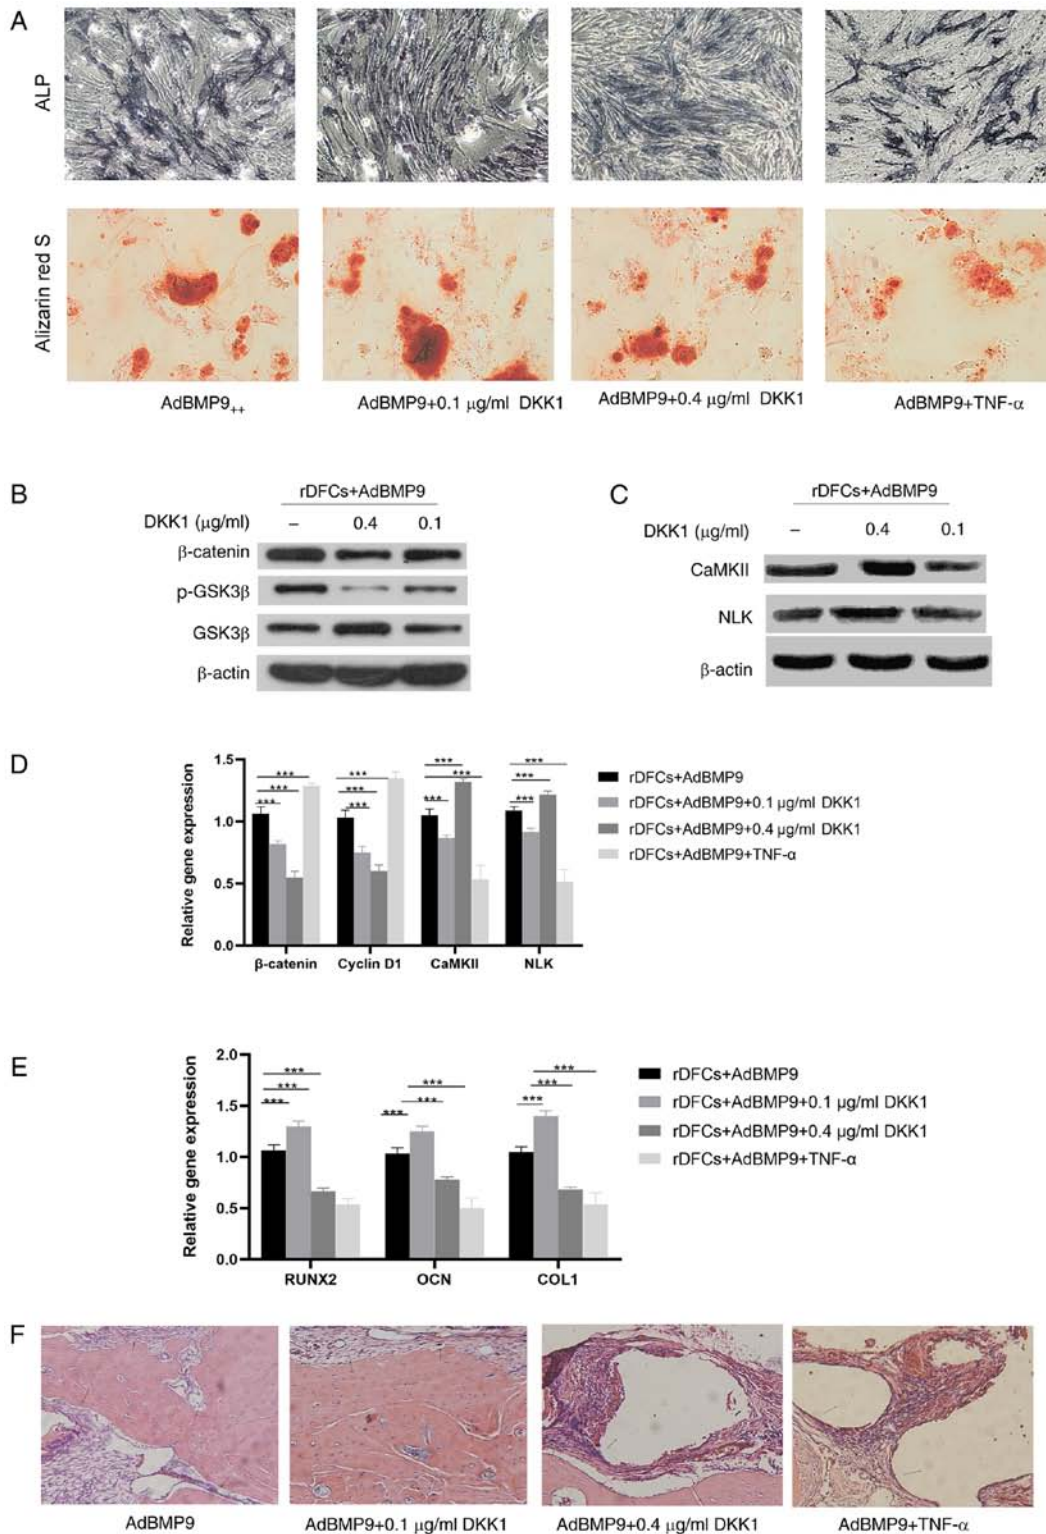 A
ALP
Alizarin red S
AdBMP9++
AdBMP9+0.1 μg/ml DKK1
AdBMP9+0.4 μg/ml DKK1
AdBMP9+TNF-α
B
rDFCs+AdBMP9
DKK1 (μg/ml) – 0.4 0.1
β-catenin
p-GSK3β
GSK3β
β-actin
C
rDFCs+AdBMP9
DKK1 (μg/ml) – 0.4 0.1
CaMKII
NLK
β-actin
D
Relative gene expression
1.5
1.0
0.5
0.0
*** *** ***
*** *** ***
*** *** ***
*** *** ***
β-catenin Cyclin D1 CaMKII NLK
rDFCs+AdBMP9
rDFCs+AdBMP9+0.1 μg/ml DKK1
rDFCs+AdBMP9+0.4 μg/ml DKK1
rDFCs+AdBMP9+TNF-α
E
Relative gene expression
2.0
1.5
1.0
0.5
0.0
*** *** ***
*** *** ***
*** *** ***
RUNX2 OCN COL1
rDFCs+AdBMP9
rDFCs+AdBMP9+0.1 μg/ml DKK1
rDFCs+AdBMP9+0.4 μg/ml DKK1
rDFCs+AdBMP9+TNF-α
F
AdBMP9
AdBMP9+0.1 μg/ml DKK1
AdBMP9+0.4 μg/ml DKK1
AdBMP9+TNF-α